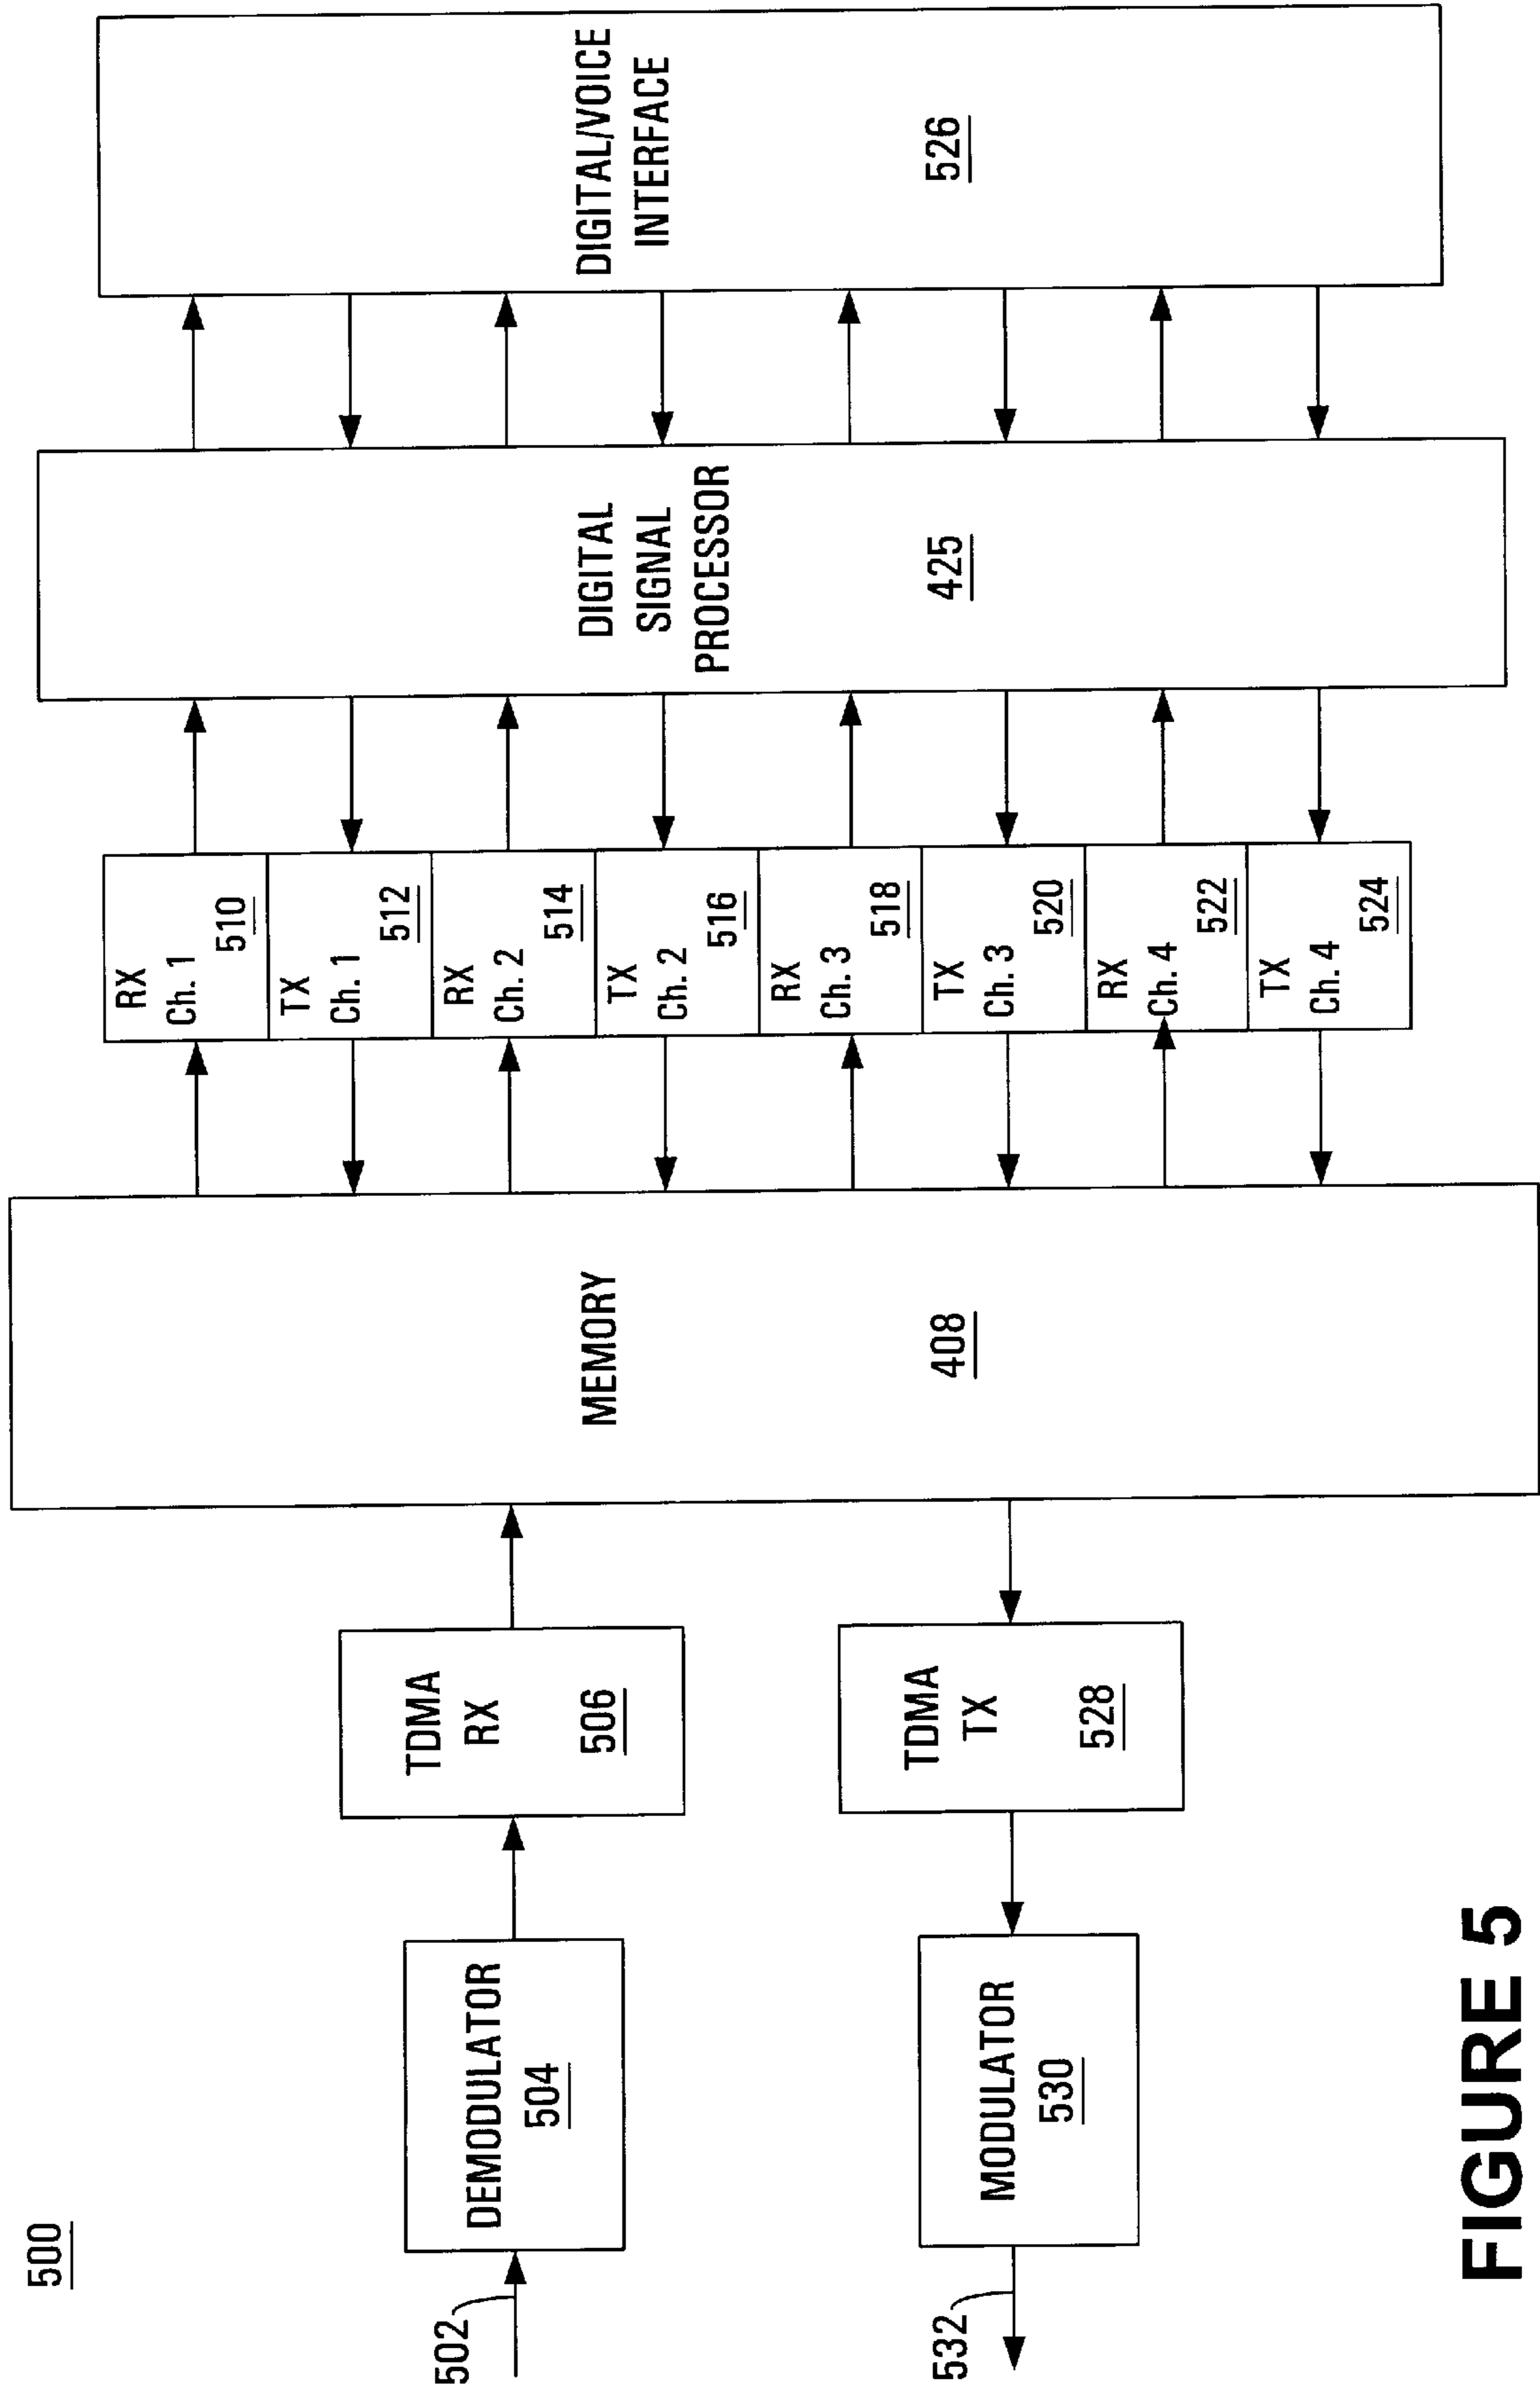 500
502
DEMODULATOR
504
TDMA
RX
506
532
MODULATOR
530
TDMA
TX
528
MEMORY
408
RX
Ch. 1
510
TX
Ch. 1
512
RX
Ch. 2
514
TX
Ch. 2
516
RX
Ch. 3
518
TX
Ch. 3
520
RX
Ch. 4
522
TX
Ch. 4
524
DIGITAL
SIGNAL
PROCESSOR
425
DIGITAL/VOICE
INTERFACE
526
FIGURE 5